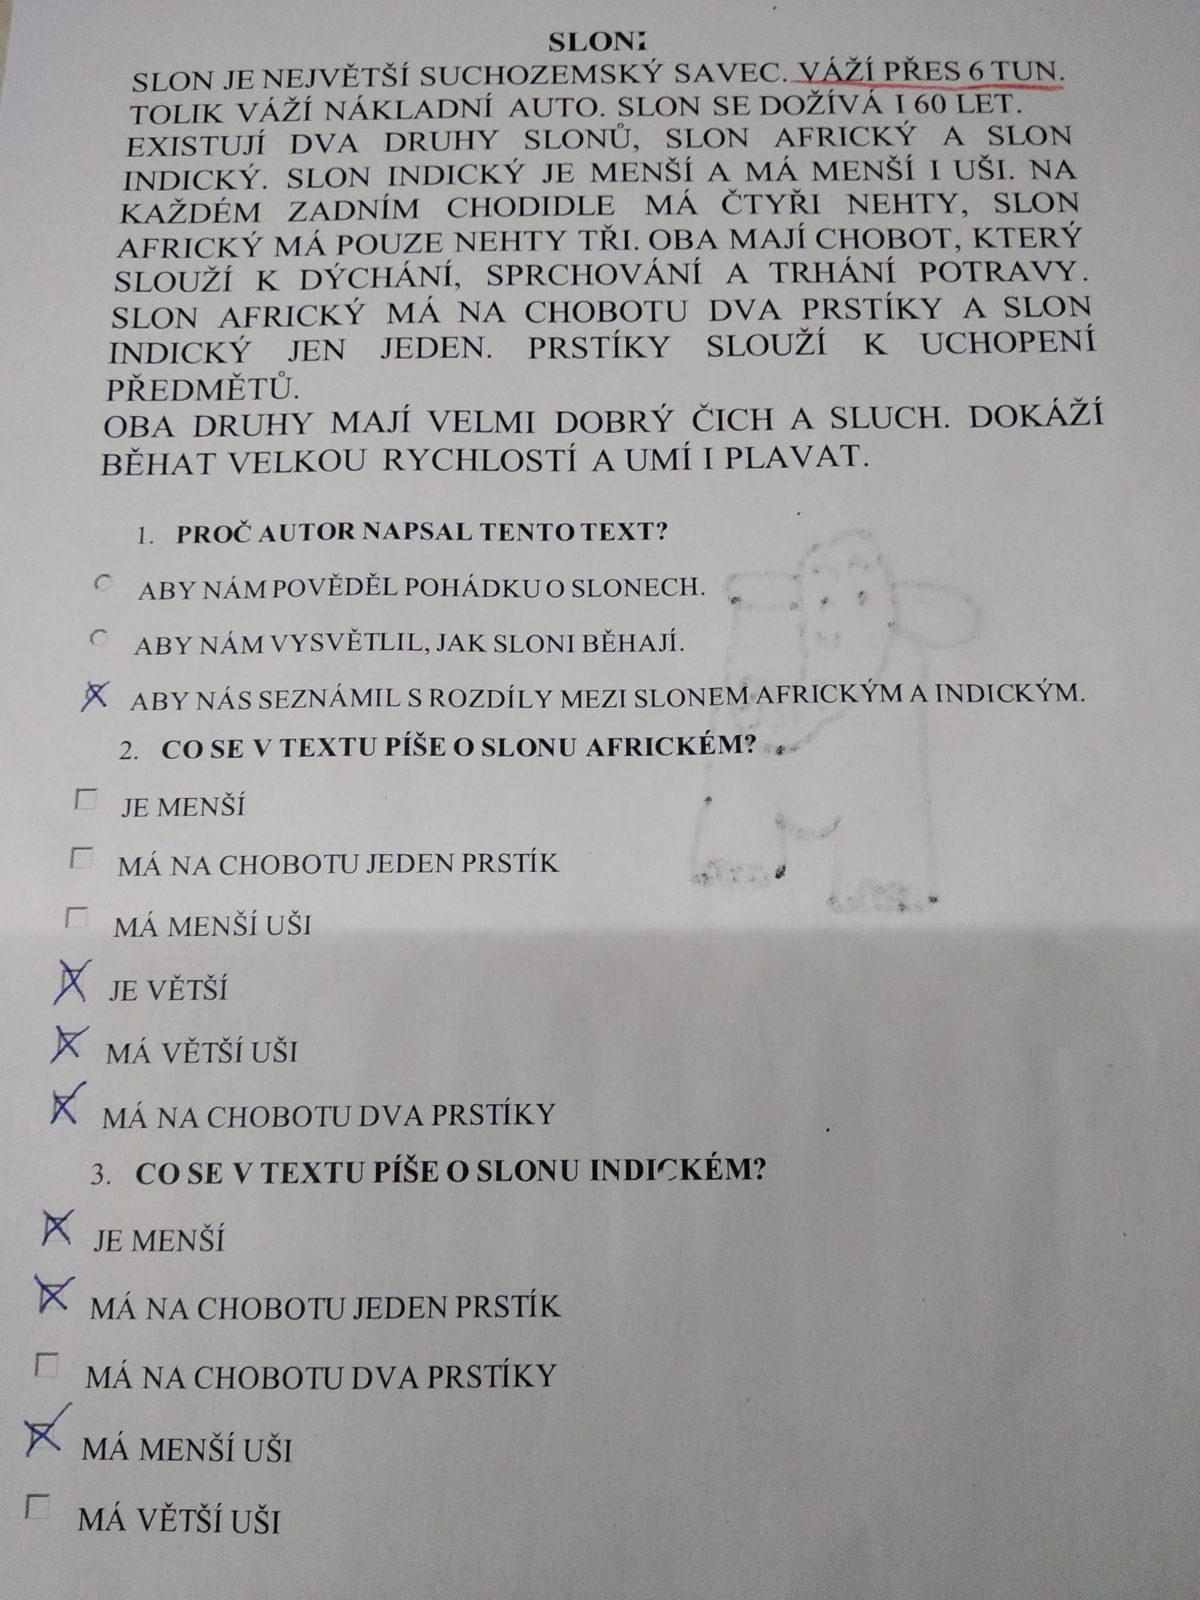 SLONI
SLON JE NEJVĚTŠÍ SUCHOZEMSKÝ SAVEC. VÁŽÍ PŘES 6 TUN.
TOLIK VÁŽÍ NÁKLADNÍ AUTO. SLON SE DOŽÍVÁ I 60 LET.
EXISTUJÍ DVA DRUHY SLONŮ, SLON AFRICKÝ A SLON
INDICKÝ. SLON INDICKÝ JE MENŠÍ A MÁ MENŠÍ I UŠI. NA
KAŽDÉM ZADNÍM CHODIDLE MÁ ČTYŘI NEHTY, SLON
AFRICKÝ MÁ POUZE NEHTY TŘI. OBA MAJÍ CHOBOT, KTERÝ
SLOUŽÍ K DÝCHÁNÍ, SPRCHOVÁNÍ A TRHÁNÍ POTRAVY.
SLON AFRICKÝ MÁ NA CHOBOTU DVA PRSTÍKY A SLON
INDICKÝ JEN JEDEN. PRSTÍKY SLOUŽÍ K UCHOPENÍ
PŘEDMĚTŮ.
OBA DRUHY MAJÍ VELMI DOBRÝ ČICH A SLUCH. DOKÁŽÍ
BĚHAT VELKOU RYCHLOSTÍ A UMÍ I PLAVAT.
1. PROČ AUTOR NAPSAL TENTO TEXT?
ABY NÁM POVĚDĚL POHÁDKU O SLONECH.
ABY NÁM VYSVĚTLIL, JAK SLONI BĚHAJÍ.
ABY NÁS SEZNÁMIL S ROZDÍLY MEZI SLONEM AFRICKÝM A INDICKÝM.
2. CO SE V TEXTU PÍŠE O SLONU AFRICKÉM?
JE MENŠÍ
MÁ NA CHOBOTU JEDEN PRSTÍK
MÁ MENŠÍ UŠI
JE VĚTŠÍ
MÁ VĚTŠÍ UŠI
MÁ NA CHOBOTU DVA PRSTÍKY
3. CO SE V TEXTU PÍŠE O SLONU INDICKÉM?
JE MENŠÍ
MÁ NA CHOBOTU JEDEN PRSTÍK
MÁ NA CHOBOTU DVA PRSTÍKY
MÁ MENŠÍ UŠI
MÁ VĚTŠÍ UŠI